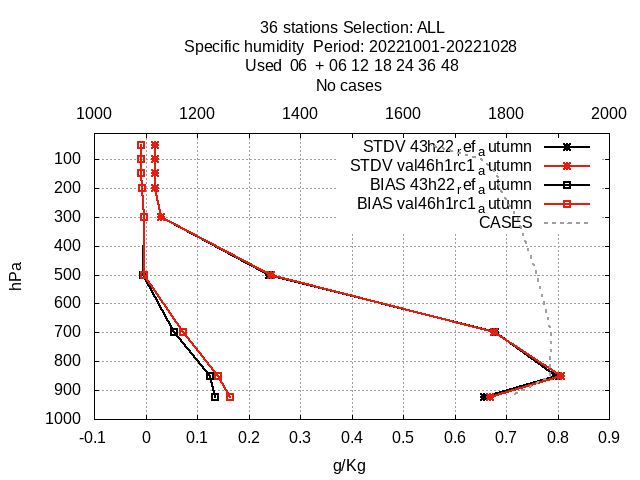 36 stations Selection: ALL
Specific humidity  Period: 20221001-20221028
Used  06  + 06 12 18 24 36 48
No cases
1000 1200 1400 1600 1800 2000
STDV 43h22_ref_autumn
STDV val46h1rc1_autumn
BIAS 43h22_ref_autumn
BIAS val46h1rc1_autumn
CASES
100
200
300
400
500
600
700
800
900
1000
hPa
-0.1 0 0.1 0.2 0.3 0.4 0.5 0.6 0.7 0.8 0.9
g/Kg